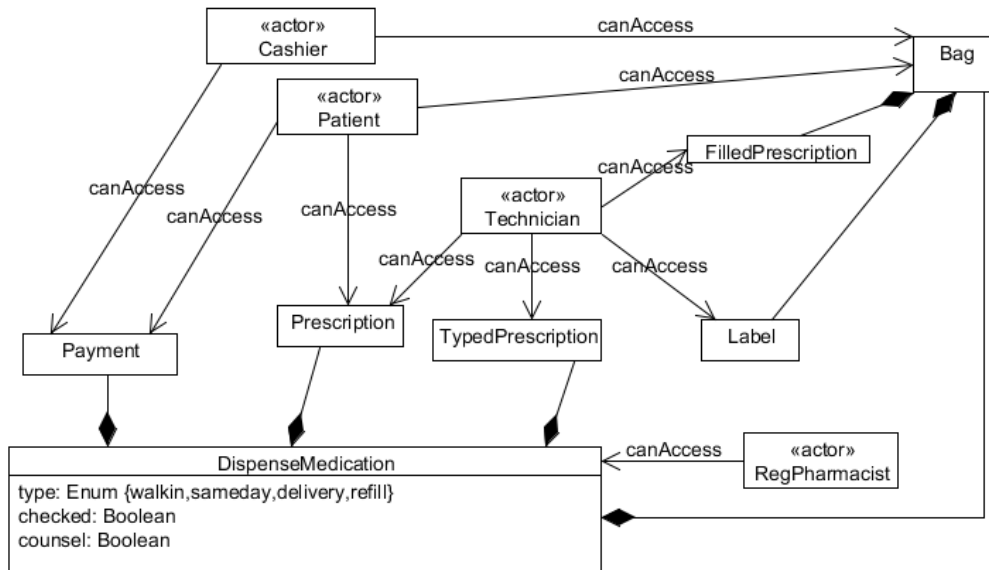 «actor»
Cashier
canAccess
Bag
canAccess
«actor»
Patient
FilledPrescription
canAccess
«actor»
Technician
canAccess
canAccess
canAccess
canAccess
canAccess
canAccess
Payment
Prescription
TypedPrescription
Label
DispenseMedication
type: Enum {walkin,sameday,delivery,refill}
checked: Boolean
counsel: Boolean
canAccess
«actor»
RegPharmacist